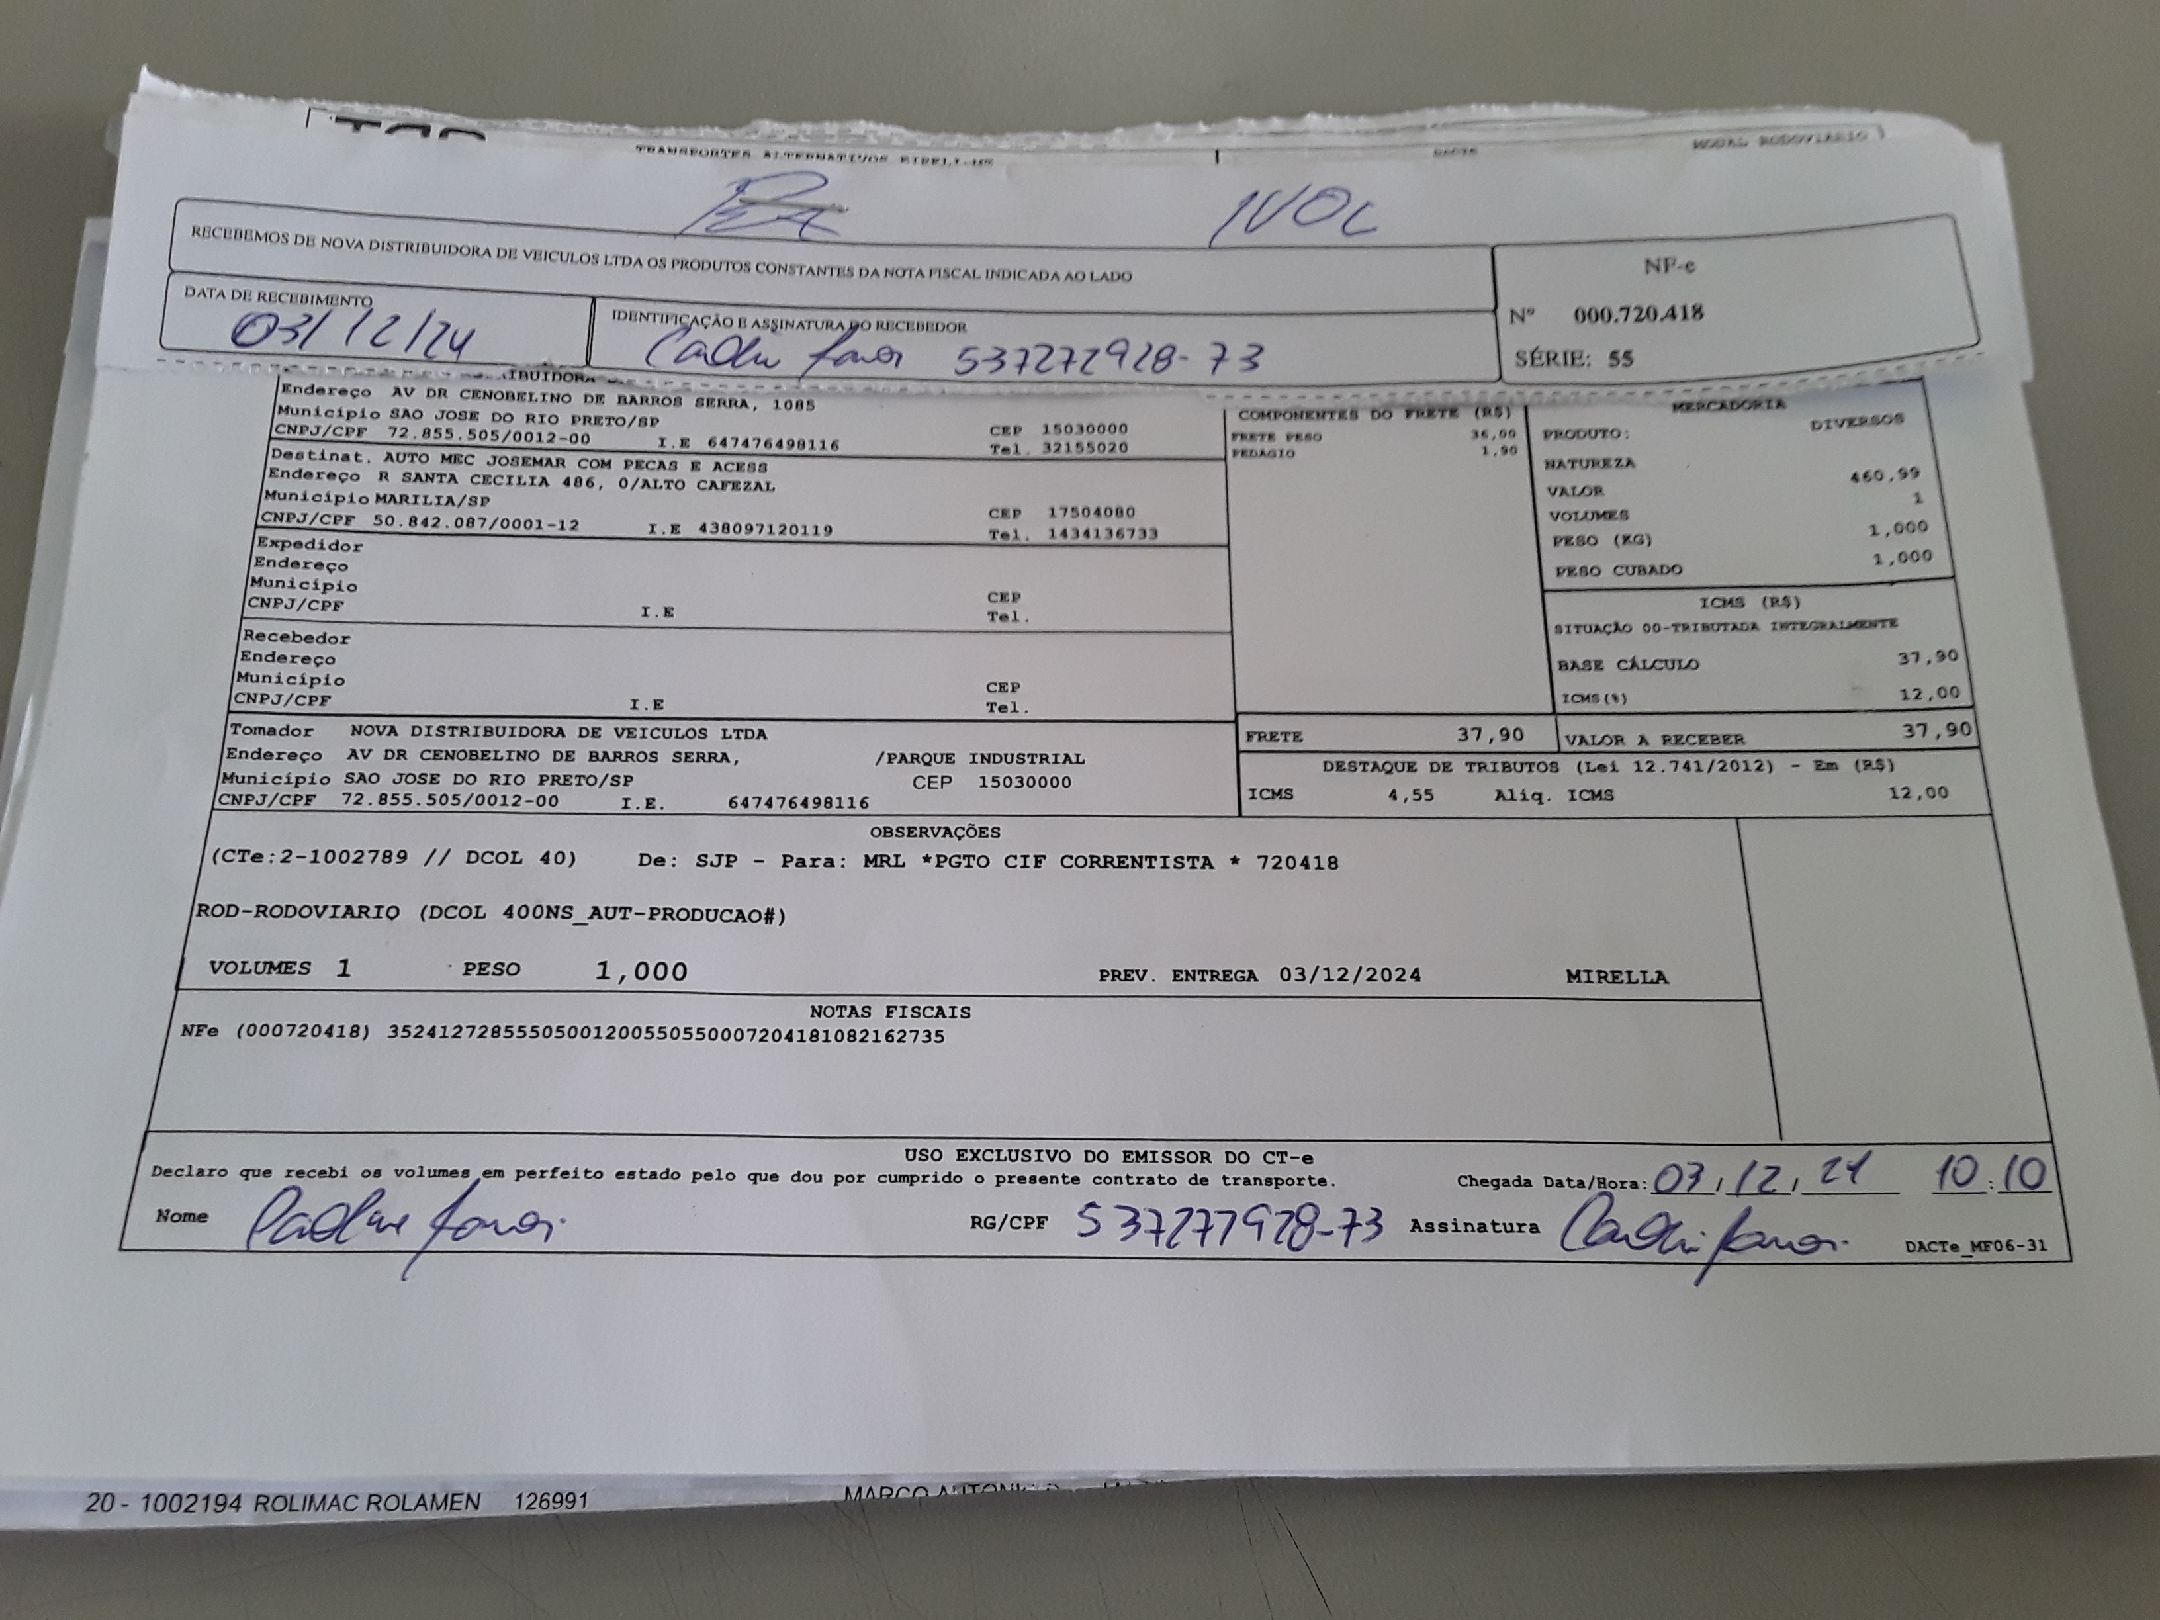 TRANSPORTES ALTERNATIVOS EIRELI-ME DACTE MODAL RODOVIARIO
1VOL
RECEBEMOS DE NOVA DISTRIBUIDORA DE VEICULOS LTDA OS PRODUTOS CONSTANTES DA NOTA FISCAL INDICADA AO LADO
NF-e
Nº 000.720.418
SÉRIE: 55
DATA DE RECEBIMENTO
03/12/24
IDENTIFICAÇÃO E ASSINATURA DO RECEBEDOR
537272928-73
Endereço AV DR CENOBELINO DE BARROS SERRA, 1085
Município SAO JOSE DO RIO PRETO/SP CEP 15030000
CNPJ/CPF 72.855.505/0012-00 I.E 647476498116 Tel. 32155020
Destinat. AUTO MEC JOSEMAR COM PECAS E ACESS
Endereço R SANTA CECILIA 486, 0/ALTO CAFEZAL
Município MARILIA/SP CEP 17504080
CNPJ/CPF 50.842.087/0001-12 I.E 438097120119 Tel. 1434136733
Expedidor
Endereço
Município CEP
CNPJ/CPF I.E Tel.
Recebedor
Endereço
Município CEP
CNPJ/CPF I.E Tel.
Tomador NOVA DISTRIBUIDORA DE VEICULOS LTDA
Endereço AV DR CENOBELINO DE BARROS SERRA, /PARQUE INDUSTRIAL
Município SAO JOSE DO RIO PRETO/SP CEP 15030000
CNPJ/CPF 72.855.505/0012-00 I.E. 647476498116
COMPONENTES DO FRETE (R$)
FRETE PESO 36,00
PEDAGIO 1,90
MERCADORIA
PRODUTO: DIVERSOS
NATUREZA
VALOR 460,99
VOLUMES 1
PESO (KG) 1,000
PESO CUBADO 1,000
ICMS (R$)
SITUAÇÃO 00-TRIBUTADA INTEGRALMENTE
BASE CÁLCULO 37,90
ICMS(%) 12,00
FRETE 37,90 VALOR A RECEBER 37,90
DESTAQUE DE TRIBUTOS (Lei 12.741/2012) - Em (R$)
ICMS 4,55 Aliq. ICMS 12,00
OBSERVAÇÕES
(CTe:2-1002789 // DCOL 40) De: SJP - Para: MRL *PGTO CIF CORRENTISTA * 720418
ROD-RODOVIARIO (DCOL 400NS_AUT-PRODUCAO#)
VOLUMES 1 PESO 1,000 PREV. ENTREGA 03/12/2024 MIRELLA
NOTAS FISCAIS
NFe (000720418) 35241272855505001200550550007204181082162735
USO EXCLUSIVO DO EMISSOR DO CT-e
Declaro que recebi os volumes em perfeito estado pelo que dou por cumprido o presente contrato de transporte. Chegada Data/Hora: 03/12/24 10:10
Nome RG/CPF 537277928-73 Assinatura DACTe_MF06-31
20 - 1002194 ROLIMAC ROLAMEN 126991